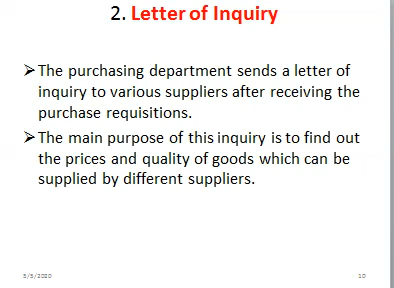 2. Letter of Inquiry
➢The purchasing department sends a letter of
inquiry to various suppliers after receiving the
purchase requisitions.
➢The main purpose of this inquiry is to find out
the prices and quality of goods which can be
supplied by different suppliers.
5/5/2020
10